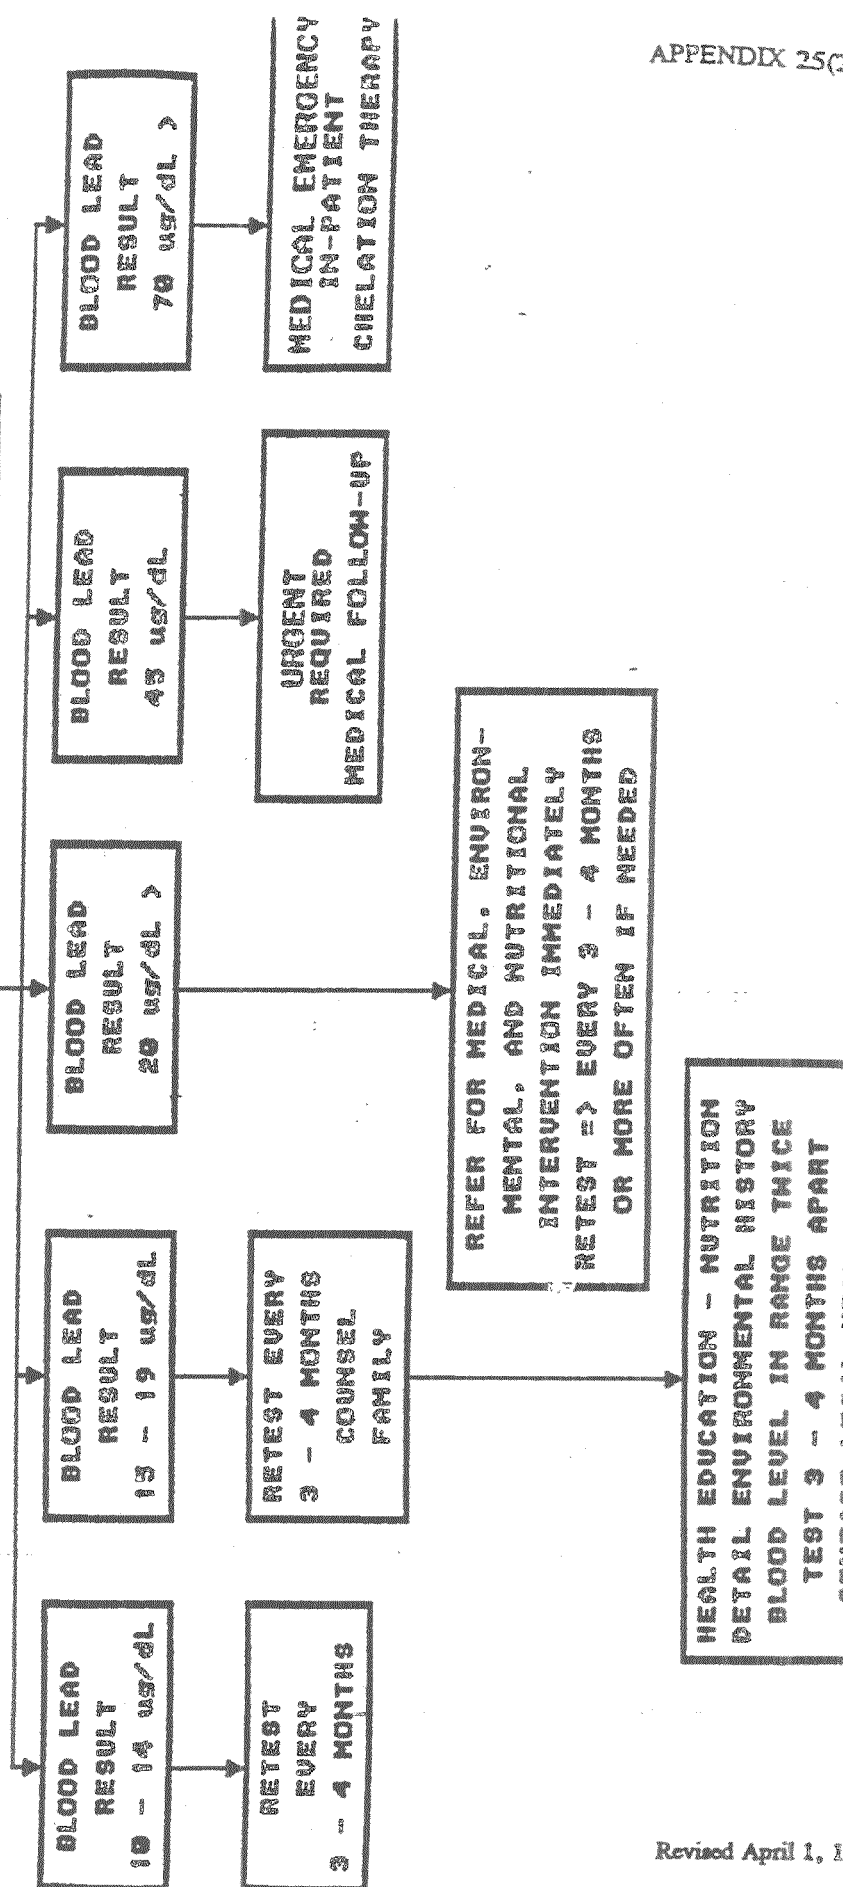 APPENDIX 25(2
BLOOD LEAD
RESULT
10 - 14 ug/dL
RETEST
EVERY
3 - 4 MONTHS
BLOOD LEAD
RESULT
15 - 19 ug/dL
RETEST EVERY
3 - 4 MONTHS
COUNSEL
FAMILY
HEALTH EDUCATION - NUTRITION
DETAIL ENVIRONMENTAL HISTORY
BLOOD LEVEL IN RANGE TWICE
TEST 3 - 4 MONTHS APART
BLOOD LEAD
RESULT
20 ug/dL >
REFER FOR MEDICAL, ENVIRON-
MENTAL, AND NUTRITIONAL
INTERVENTION IMMEDIATELY
RETEST => EVERY 3 - 4 MONTHS
OR MORE OFTEN IF NEEDED
BLOOD LEAD
RESULT
45 ug/dL
URGENT
REQUIRED
MEDICAL FOLLOW-UP
BLOOD LEAD
RESULT
70 ug/dL >
MEDICAL EMERGENCY
IN-PATIENT
CHELATION THERAPY
Revised April 1, 1